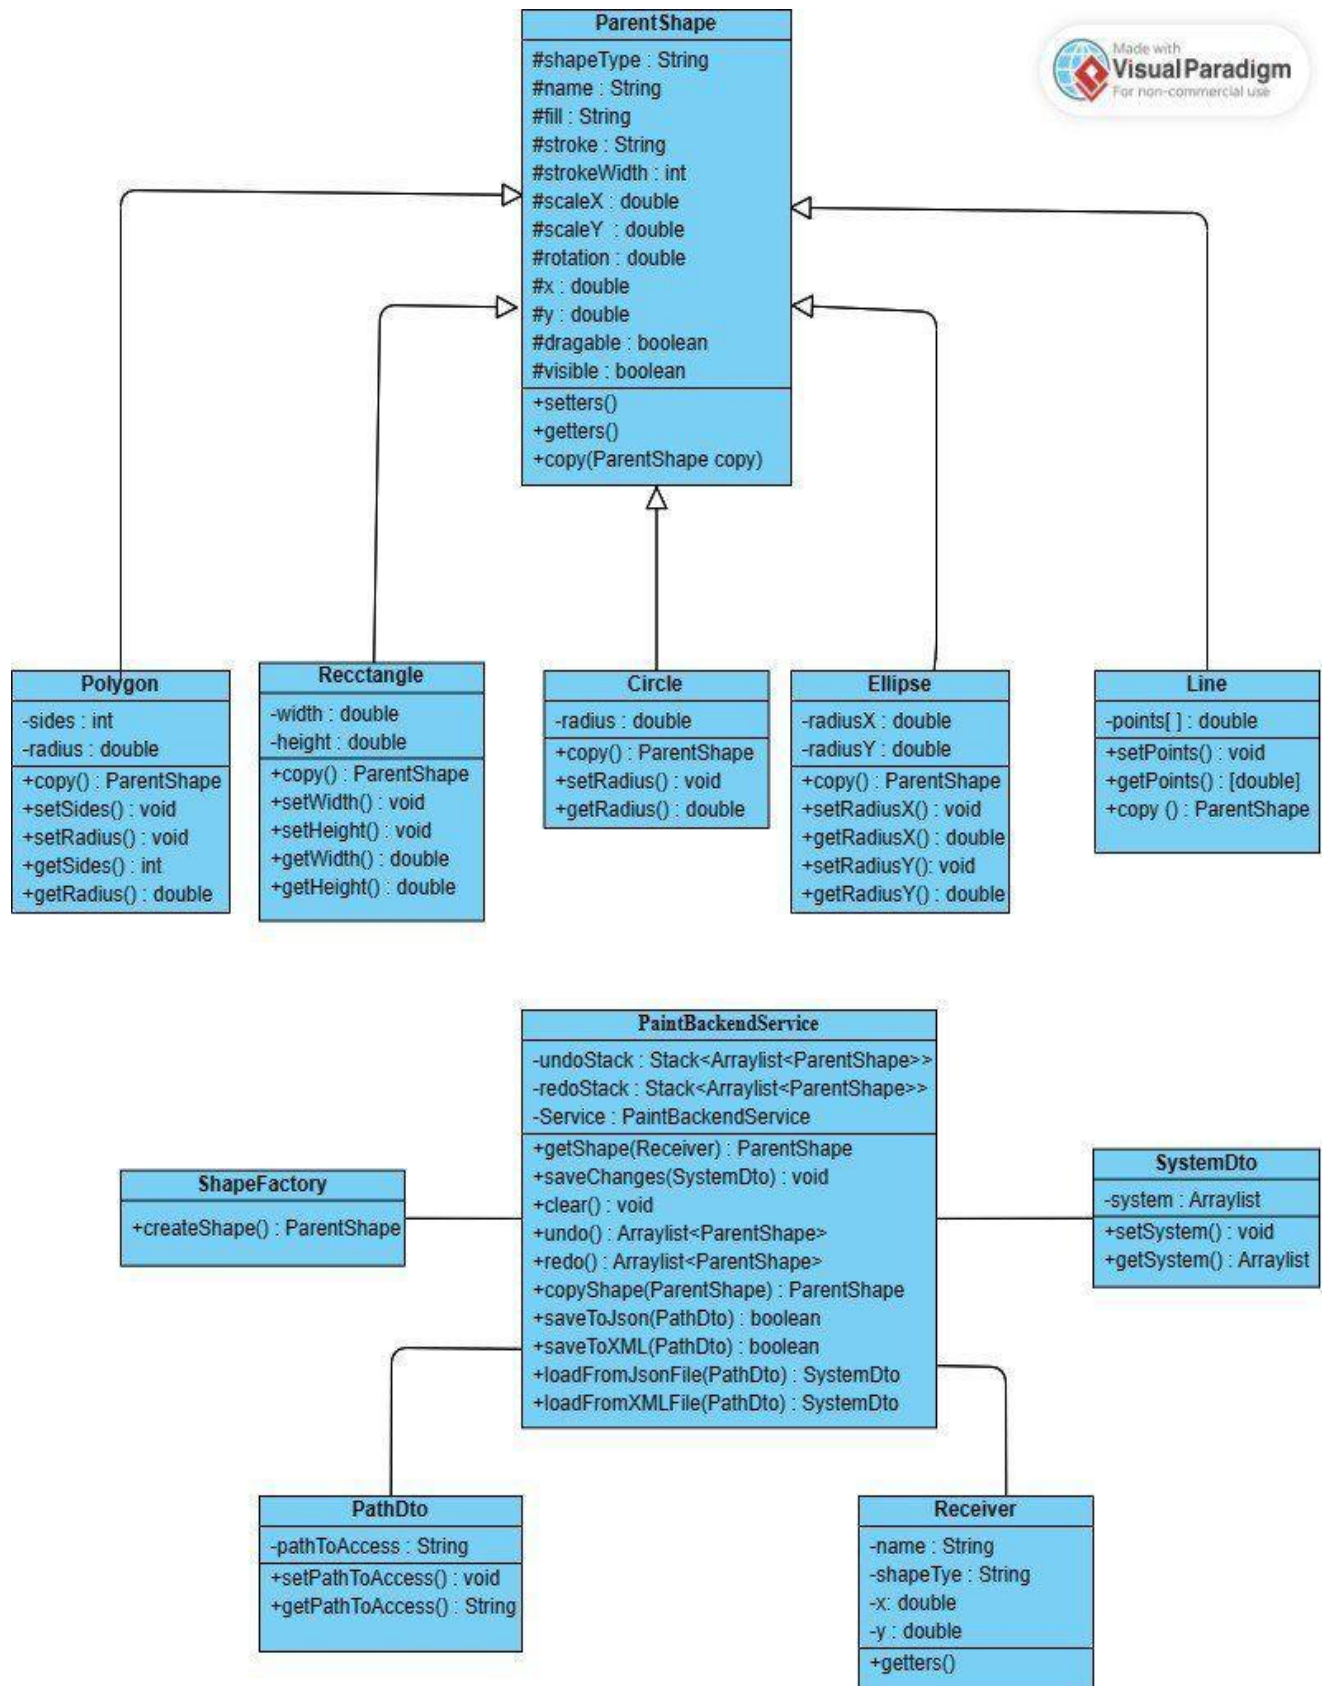 ParentShape
#shapeType : String
#name : String
#fill : String
#stroke : String
#strokeWidth : int
#scaleX : double
#scaleY : double
#rotation : double
#x : double
#y : double
#dragable : boolean
#visible : boolean
+setters()
+getters()
+copy(ParentShape copy)
Made with
Visual Paradigm
For non-commercial use
Polygon
-sides : int
-radius : double
+copy() : ParentShape
+setSides() : void
+setRadius() : void
+getSides() : int
+getRadius() : double
Recctangle
-width : double
-height : double
+copy() : ParentShape
+setWidth() : void
+setHeight() : void
+getWidth() : double
+getHeight() : double
Circle
-radius : double
+copy() : ParentShape
+setRadius() : void
+getRadius() : double
Ellipse
-radiusX : double
-radiusY : double
+copy() : ParentShape
+setRadiusX() : void
+getRadiusX() : double
+setRadiusY(): void
+getRadiusY() : double
Line
-points[ ] : double
+setPoints() : void
+getPoints() : [double]
+copy () : ParentShape
PaintBackendService
-undoStack : Stack<Arraylist<ParentShape>>
-redoStack : Stack<Arraylist<ParentShape>>
-Service : PaintBackendService
+getShape(Receiver) : ParentShape
+saveChanges(SystemDto) : void
+clear() : void
+undo() : Arraylist<ParentShape>
+redo() : Arraylist<ParentShape>
+copyShape(ParentShape) : ParentShape
+saveToJson(PathDto) : boolean
+saveToXML(PathDto) : boolean
+loadFromJsonFile(PathDto) : SystemDto
+loadFromXMLFile(PathDto) : SystemDto
ShapeFactory
+createShape() : ParentShape
SystemDto
-system : Arraylist
+setSystem() : void
+getSystem() : Arraylist
PathDto
-pathToAccess : String
+setPathToAccess() : void
+getPathToAccess() : String
Receiver
-name : String
-shapeTye : String
-x: double
-y : double
+getters()